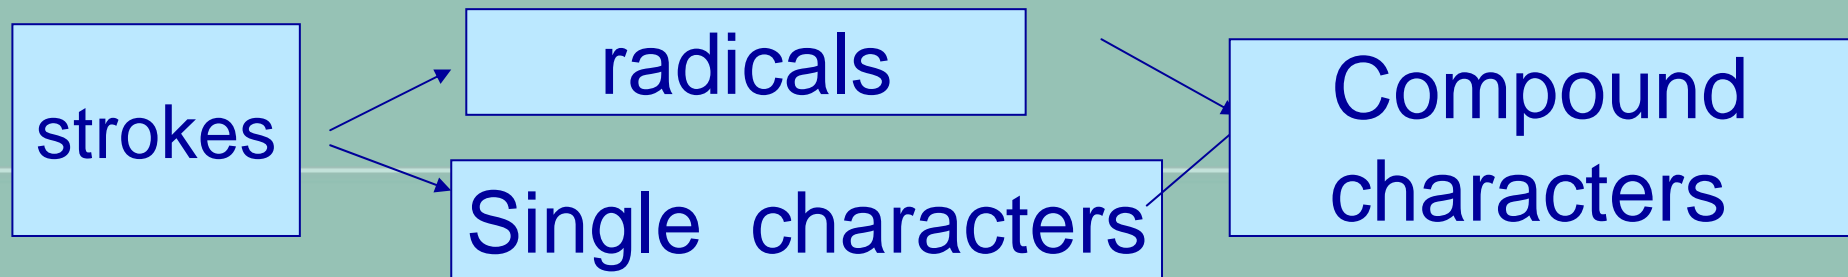 strokes
radicals
Single characters
Compound
characters